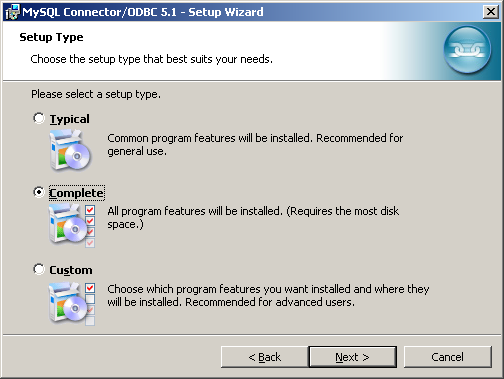 MySQL Connector/ODBC 5.1 - Setup Wizard
Setup Type
Choose the setup type that best suits your needs.
Please select a setup type.
Typical
Common program features will be installed. Recommended for
general use.
Complete
All program features will be installed. (Requires the most disk
space.)
Custom
Choose which program features you want installed and where they
will be installed. Recommended for advanced users.
< Back
Next >
Cancel